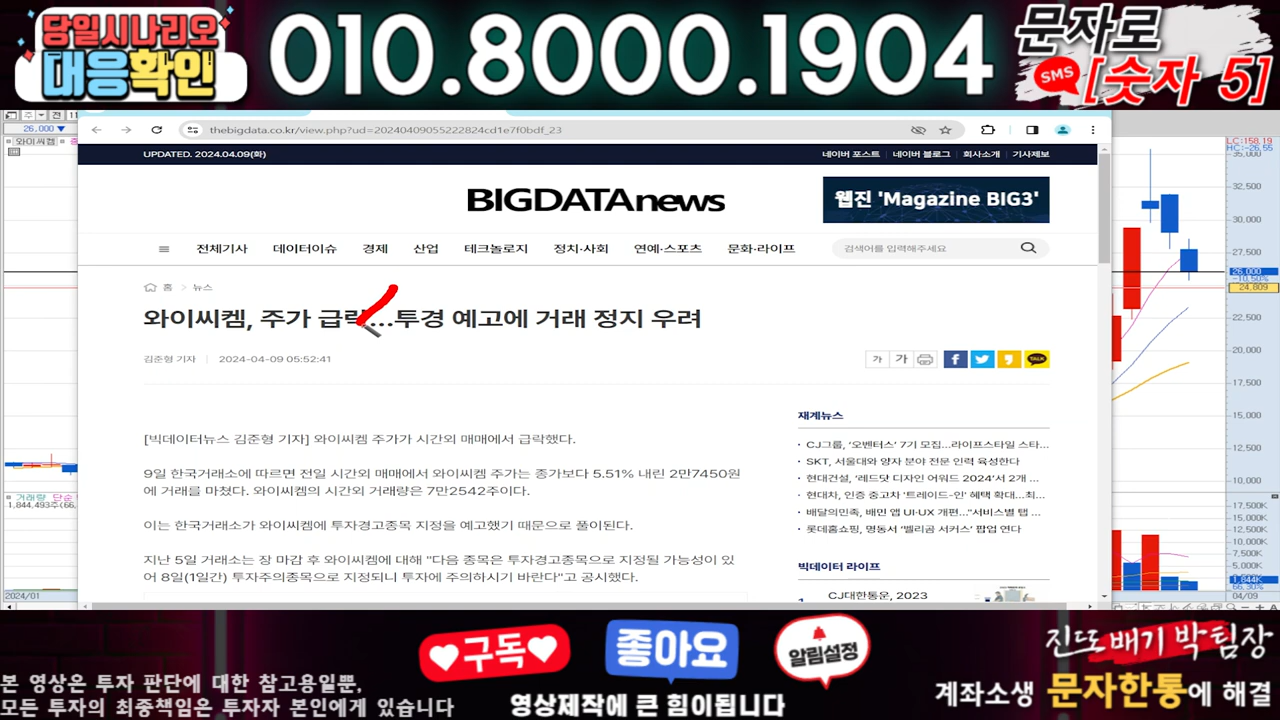 당일시나리오
대응확인
010.8000.1904
문자로
SMS
[숫자 5]
26,000▼
와이씨켐
thebigdata.co.kr/view.php?ud=2024040905522202
UPDATED. 2024.04.09(화)
네이버 포스트 | 네이버 블로그 | 회사소개 | 기사제보
BIGDATAnews
웹진 'Magazine BIG3'
전체기사 데이터이슈 경제 산업 테크놀로지 정치·사회 연예·스포츠 문화·라이프
검색어를 입력해주세요
홈 > 뉴스
와이씨켐, 주가 급락…투경 예고에 거래 정지 우려
김준형 기자 | 2024-04-09 05:52:41
가 가
f
TALK
[빅데이터뉴스 김준형 기자] 와이씨켐 주가가 시간외 매매에서 급락했다.
9일 한국거래소에 따르면 전일 시간외 매매에서 와이씨켐 주가는 종가보다 5.51% 내린 2만7450원
에 거래를 마쳤다. 와이씨켐의 시간외 거래량은 7만2542주이다.
이는 한국거래소가 와이씨켐에 투자경고종목 지정을 예고했기 때문으로 풀이된다.
지난 5일 거래소는 장 마감 후 와이씨켐에 대해 "다음 종목은 투자경고종목으로 지정될 가능성이 있
어 8일(1일간) 투자주의종목으로 지정되니 투자에 주의하시기 바란다"고 공시했다.
재계뉴스
· CJ그룹, '오벤터스' 7기 모집...라이프스타일 스타...
· SKT, 서울대와 양자 분야 전문 인력 육성한다
· 현대건설, '레드닷 디자인 어워드 2024'서 2개 ...
· 현대차, 인증 중고차 '트레이드-인' 혜택 확대...최...
· 배달의민족, 배민 앱 UI·UX 개편..."서비스별 탭 ...
· 롯데홈쇼핑, 명동서 '벨리곰 서커스' 팝업 연다
빅데이터 라이프
1 CJ대한통운, 2023
LC:158.19
HC:-26.55
35,000
32,500
30,000
27,500
26,000
-10.50%
24,809
22,500
20,000
17,500
15,000
12,500
10,000
거래량 단순
1,844,493주(66,
17,500K
15,000K
12,500K
10,000K
7,500K
5,000K
1,844K
66.30%
2024/01
04/09
구독
좋아요
알림설정
진또배기 박팀장
본 영상은 투자 판단에 대한 참고용일뿐,
모든 투자의 최종책임은 투자자 본인에게 있습니다
영상제작에 큰 힘이됩니다
계좌소생 문자한통에 해결